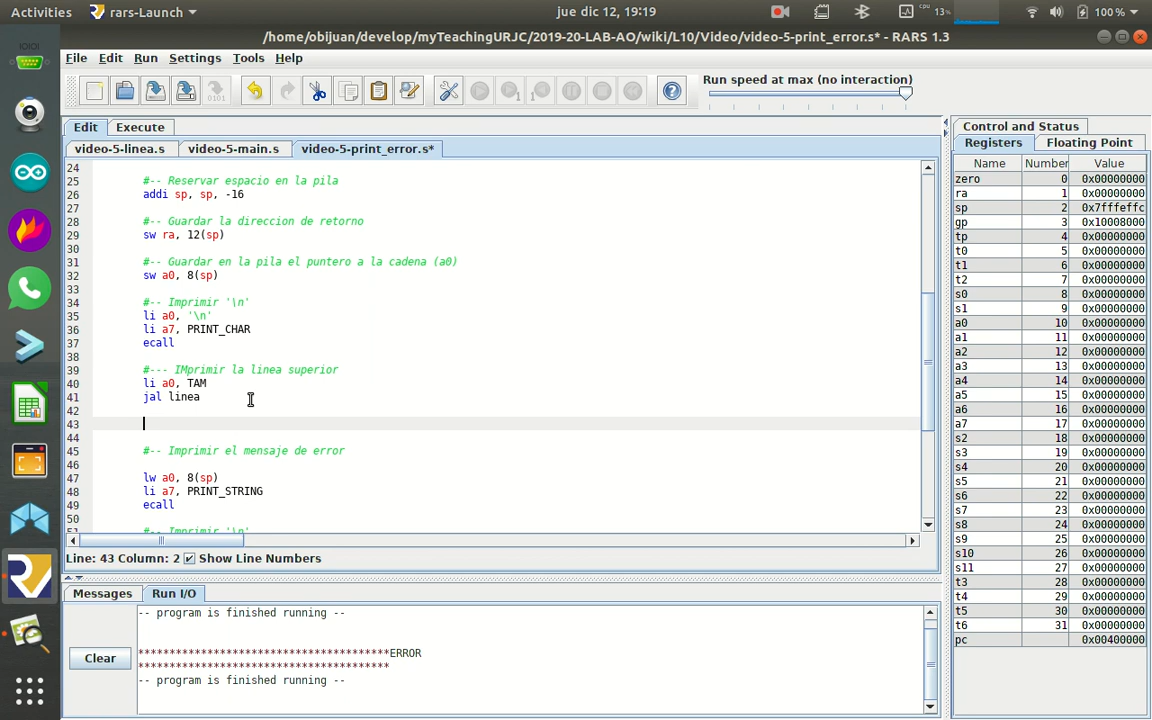 Activities rars-Launch jue dic 12, 19:19 cpu 13% 100%
/home/obijuan/develop/myTeachingURJC/2019-20-LAB-AO/wiki/L10/Video/video-5-print_error.s* - RARS 1.3
File Edit Run Settings Tools Help
Run speed at max (no interaction)
Edit Execute
video-5-linea.s video-5-main.s video-5-print_error.s*
24
25 #-- Reservar espacio en la pila
26 addi sp, sp, -16
27
28 #-- Guardar la direccion de retorno
29 sw ra, 12(sp)
30
31 #-- Guardar en la pila el puntero a la cadena (a0)
32 sw a0, 8(sp)
33
34 #-- Imprimir '\n'
35 li a0, '\n'
36 li a7, PRINT_CHAR
37 ecall
38
39 #--- IMprimir la linea superior
40 li a0, TAM
41 jal linea
42
43
44
45 #-- Imprimir el mensaje de error
46
47 lw a0, 8(sp)
48 li a7, PRINT_STRING
49 ecall
50
51 #-- Imprimir '\n'
Line: 43 Column: 2 Show Line Numbers
Messages Run I/O
-- program is finished running --
****************************************ERROR
****************************************
-- program is finished running --
Clear
Control and Status
Registers Floating Point
Name Number Value
zero 0 0x00000000
ra 1 0x00000000
sp 2 0x7fffeffc
gp 3 0x10008000
tp 4 0x00000000
t0 5 0x00000000
t1 6 0x00000000
t2 7 0x00000000
s0 8 0x00000000
s1 9 0x00000000
a0 10 0x00000000
a1 11 0x00000000
a2 12 0x00000000
a3 13 0x00000000
a4 14 0x00000000
a5 15 0x00000000
a6 16 0x00000000
a7 17 0x00000000
s2 18 0x00000000
s3 19 0x00000000
s4 20 0x00000000
s5 21 0x00000000
s6 22 0x00000000
s7 23 0x00000000
s8 24 0x00000000
s9 25 0x00000000
s10 26 0x00000000
s11 27 0x00000000
t3 28 0x00000000
t4 29 0x00000000
t5 30 0x00000000
t6 31 0x00000000
pc 0x00400000